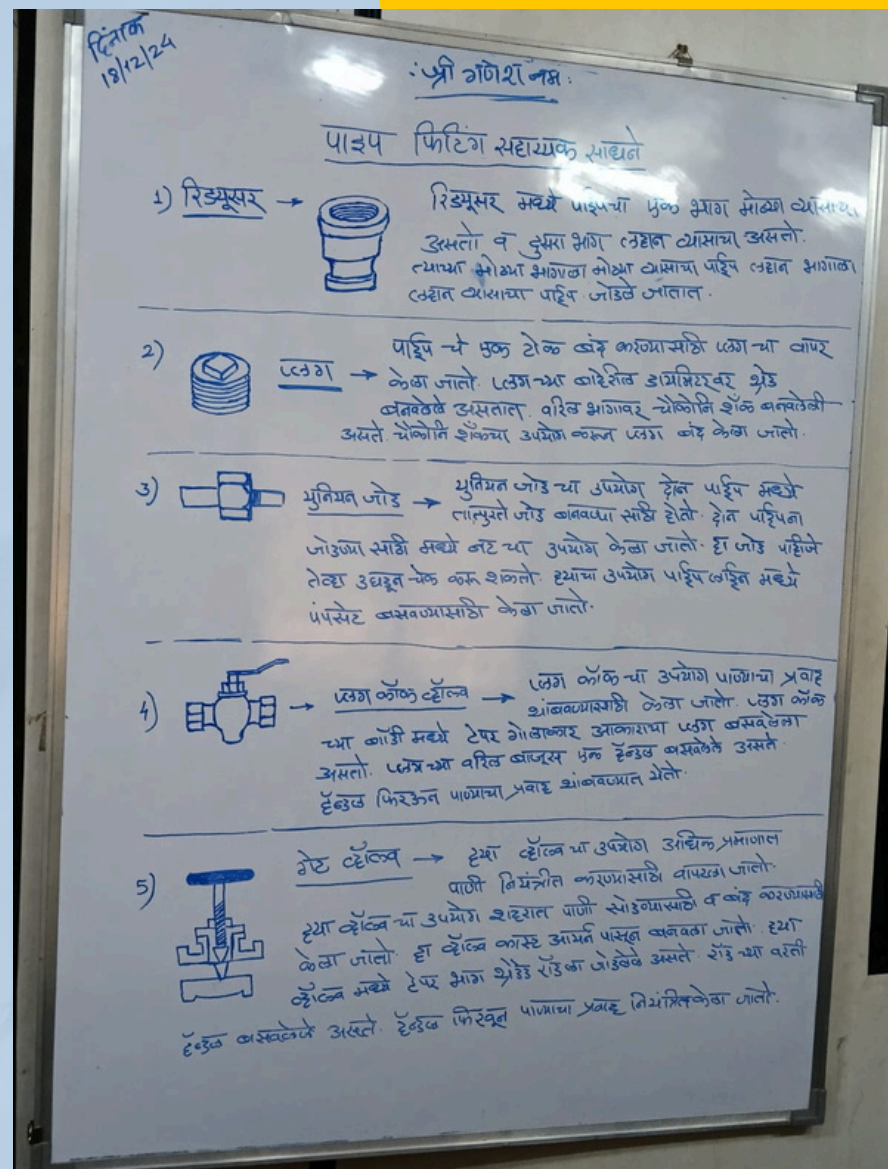 दिनांक
18/12/24
: श्री गणेश नम :
पाइप फिटिंग सहाय्यक साधने
1) रिड्यूसर → रिड्यूसर मध्ये पाईपचा एक भाग मोठ्या व्यासाचा
असतो व दुसरा भाग लहान व्यासाचा असतो.
त्याच्या मोठ्या भागाला मोठ्या व्यासाचा पाईप लहान भागाला
लहान व्यासाचा पाईप जोडले जातात.
2) प्लग → पाईप चे एक टोक बंद करण्यासाठी प्लग चा वापर
केला जातो. प्लगच्या बाहेरील डायमिटरवर थ्रेड
बनवलेले असतात. वरिल भागावर चौकोनि शँक बनवलेली
असते. चौकोनि शँकचा उपयोग करून प्लग बंद केला जातो.
3) युनियन जोड → युनियन जोड चा उपयोग दोन पाईप मध्ये
तात्पुरते जोड बनवण्या साठी होतो. दोन पाईपना
जोडण्या साठी मध्ये नट चा उपयोग केला जातो. हा जोड पाहीजे
तेव्हा उघडून चेक करू शकतो. ह्याचा उपयोग पाईप लाईन मध्ये
पंपसेट बसवण्यासाठी केला जातो.
4) → प्लग कॉक व्हॅाल्व → प्लग कॉक चा उपयोग पाण्याचा प्रवाह
थांबवण्यासाठी केला जातो. प्लग कॉक
च्या बॉडी मध्ये टेपर गोलाकार आकाराचा प्लग बसवलेला
असतो. प्लग च्या वरिल बाजूस एक हॅन्डल बसवलेले असते.
हॅन्डल फिरऊन पाण्याचा प्रवाह थांबवण्यात येतो.
5) गेट व्हॅाल्व → ह्या व्हॅाल्व चा उपयोग अधिक प्रमाणात
पाणी नियंत्रीत करण्यासाठी वापरला जातो.
ह्या व्हॅाल्व चा उपयोग शहरात पाणी सोडण्यासाठी व बंद करण्यासाठी
केला जातो. हा व्हॅाल्व कास्ट आयर्न पासून बनवला जातो. ह्या
व्हॅाल्व मध्ये टेपर भाग थ्रेडेड रॉड ला जोडलेले असते. रॉड च्या वरती
हॅन्डल बसवलेले असते. हॅन्डल फिरवून पाण्याचा प्रवाह नियंत्रित केला जातो.